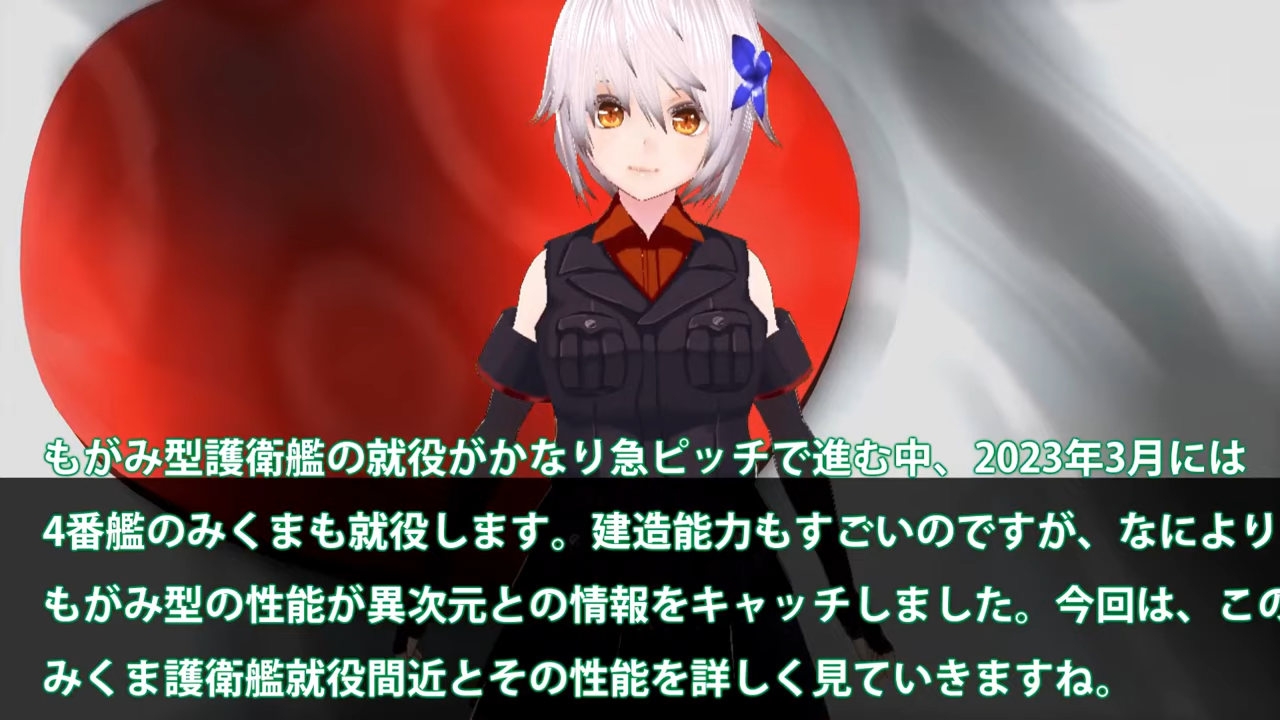 もがみ型護衛艦の就役がかなり急ピッチで進む中、2023年3月には
4番艦のみくまも就役します。建造能力もすごいのですが、なにより
もがみ型の性能が異次元との情報をキャッチしました。今回は、この
みくま護衛艦就役間近とその性能を詳しく見ていきますね。